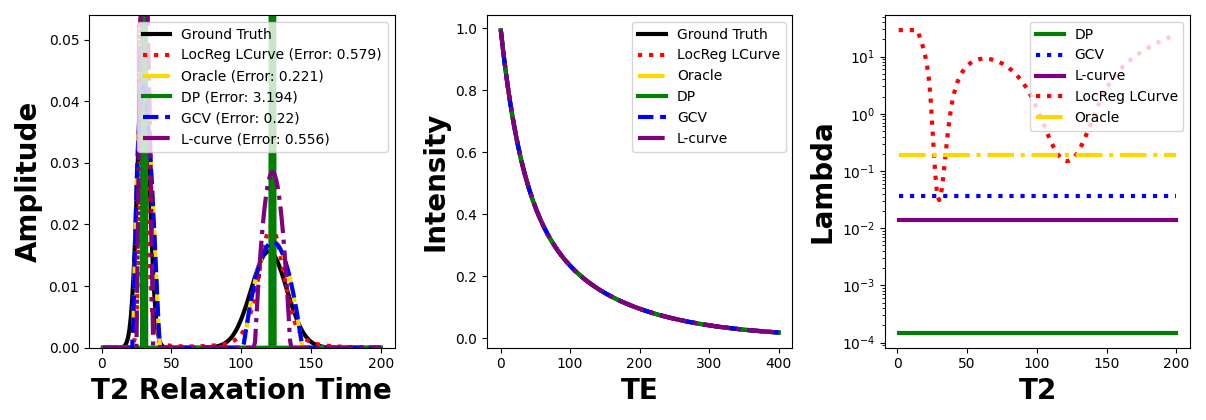 Amplitude
0.05
0.04
0.03
0.02
0.01
0.00
Ground Truth
LocReg LCurve (Error: 0.579)
Oracle (Error: 0.221)
DP (Error: 3.194)
GCV (Error: 0.22)
L-curve (Error: 0.556)
0 50 100 150 200
T2 Relaxation Time
Intensity
1.0
0.8
0.6
0.4
0.2
0.0
Ground Truth
LocReg LCurve
Oracle
DP
GCV
L-curve
0 100 200 300 400
TE
Lambda
10¹
10⁰
10⁻¹
10⁻²
10⁻³
10⁻⁴
DP
GCV
L-curve
LocReg LCurve
Oracle
0 50 100 150 200
T2